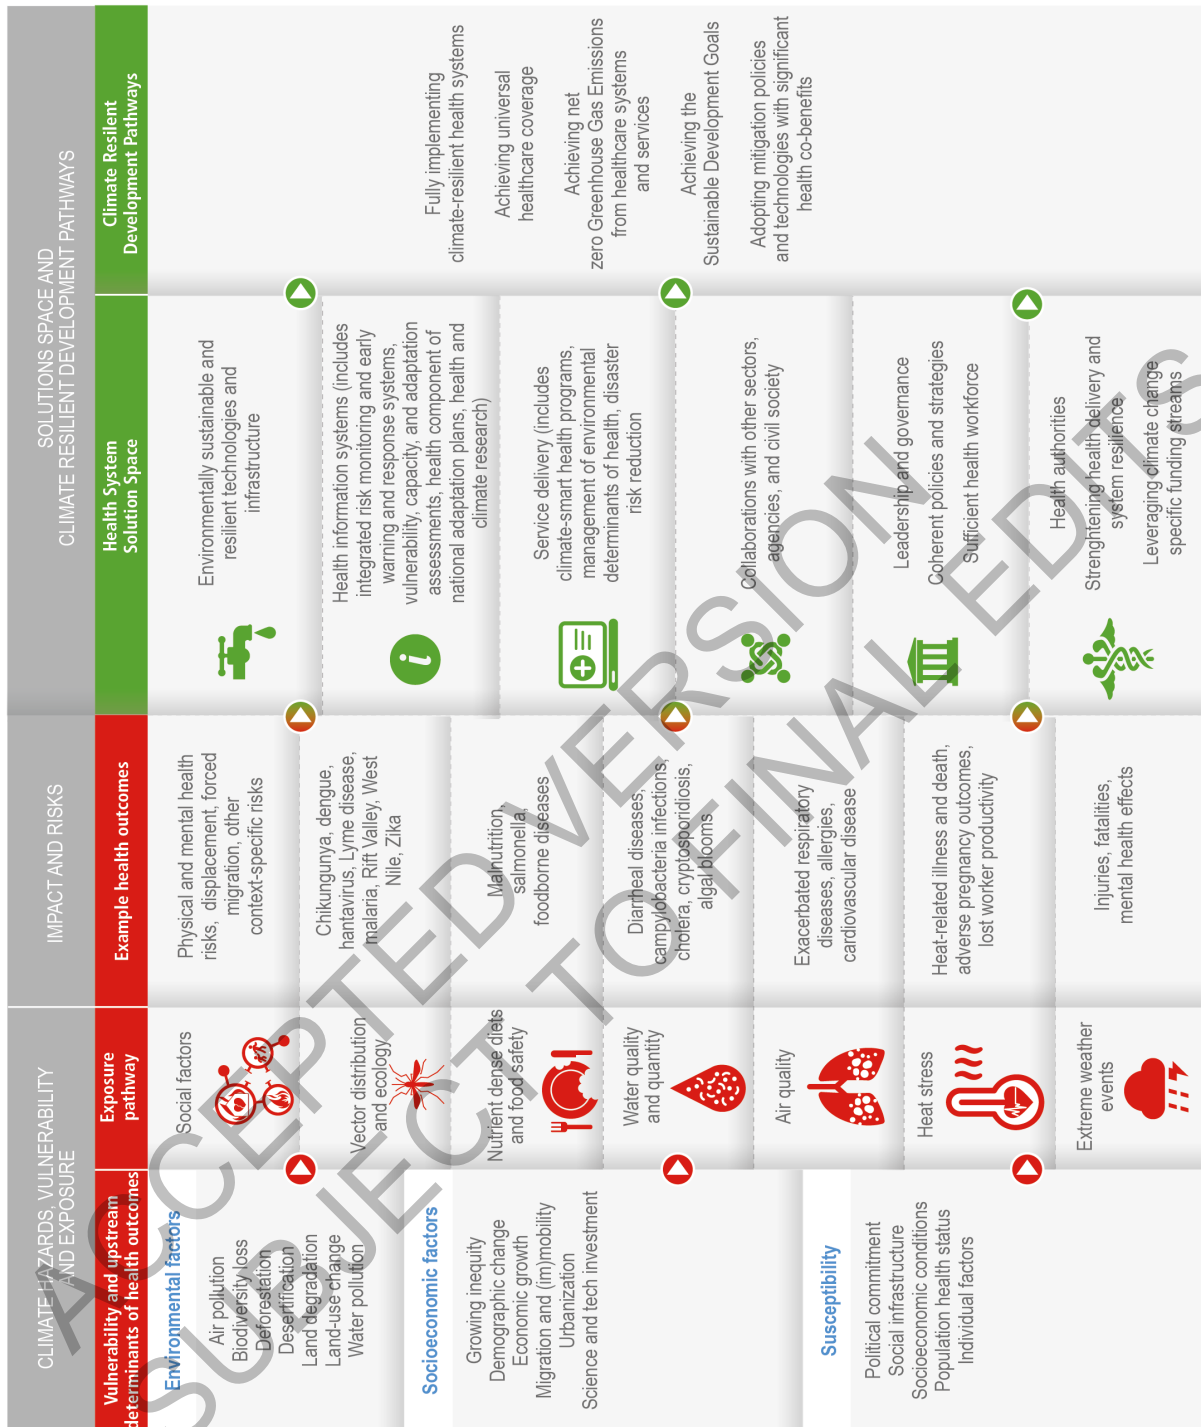 CLIMATE HAZARDS, VULNERABILITY
AND EXPOSURE
IMPACT AND RISKS
SOLUTIONS SPACE AND
CLIMATE RESILIENT DEVELOPMENT PATHWAYS
Vulnerability and upstream
determinants of health outcomes
Exposure
pathway
Example health outcomes
Health System
Solution Space
Climate Resilent
Development Pathways
Environmental factors
Air pollution
Biodiversity loss
Deforestation
Desertification
Land degradation
Land-use change
Water pollution
Socioeconomic factors
Growing inequity
Demographic change
Economic growth
Migration and (im)mobility
Urbanization
Science and tech investment
Susceptibility
Political commitment
Social infrastructure
Socioeconomic conditions
Population health status
Individual factors
Social factors
Vector distribution
and ecology
Nutrient dense diets
and food safety
Water quality
and quantity
Air quality
Heat stress
Extreme weather
events
Physical and mental health
risks, displacement, forced
migration, other
context-specific risks
Chikungunya, dengue,
hantavirus, Lyme disease,
malaria, Rift Valley, West
Nile, Zika
Malnutrition,
salmonella,
foodborne diseases
Diarrheal diseases,
campylobacteria infections,
cholera, cryptosporidiosis,
algal blooms
Exacerbated respiratory
diseases, allergies,
cardiovascular disease
Heat-related illness and death,
adverse pregnancy outcomes,
lost worker productivity
Injuries, fatalities,
mental health effects
Environmentally sustainable and
resilient technologies and
infrastructure
Health information systems (includes
integrated risk monitoring and early
warning and response systems,
vulnerability, capacity, and adaptation
assessments, health component of
national adaptation plans, health and
climate research)
Service delivery (includes
climate-smart health programs,
management of environmental
determinants of health, disaster
risk reduction
Collaborations with other sectors,
agencies, and civil society
Leadership and governance
Coherent policies and strategies
Sufficient health workforce
Health authorities
Strenghtening health delivery and
system resilience
Leveraging climate change
specific funding streams
Fully implementing
climate-resilient health systems
Achieving universal
healthcare coverage
Achieving net
zero Greenhouse Gas Emissions
from healthcare systems
and services
Achieving the
Sustainable Development Goals
Adopting mitigation policies
and technologies with significant
health co-benefits
ACCEPTED VERSION
SUBJECT TO FINAL EDITS